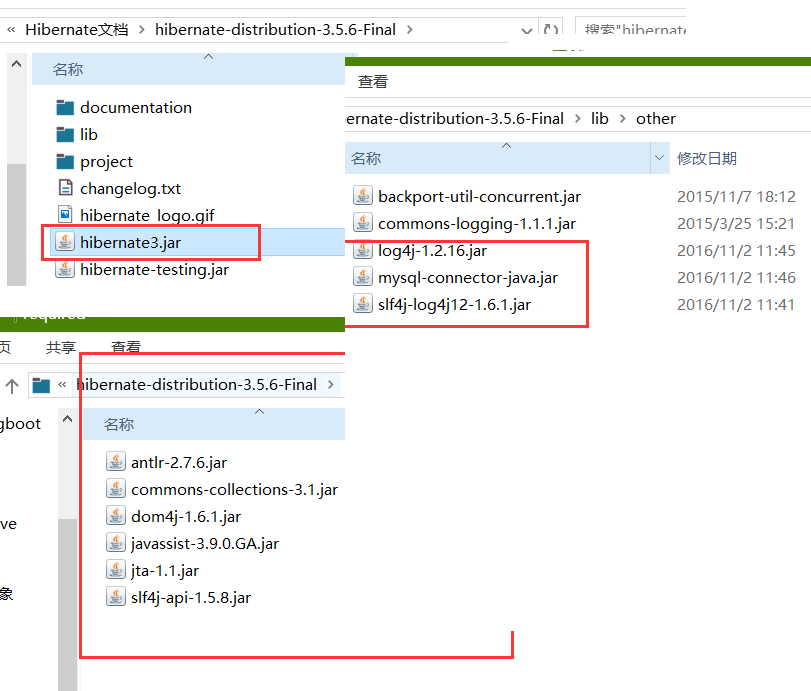 « Hibernate文档 > hibernate-distribution-3.5.6-Final >
搜索"hibernate
名称
documentation
lib
project
changelog.txt
hibernate_logo.gif
hibernate3.jar
hibernate-testing.jar
查看
ernate-distribution-3.5.6-Final > lib > other
名称 修改日期
backport-util-concurrent.jar 2015/11/7 18:12
commons-logging-1.1.1.jar 2015/3/25 15:21
log4j-1.2.16.jar 2016/11/2 11:45
mysql-connector-java.jar 2016/11/2 11:46
slf4j-log4j12-1.6.1.jar 2016/11/2 11:41
required
页 共享 查看
« hibernate-distribution-3.5.6-Final >
gboot
ve
象
名称
antlr-2.7.6.jar
commons-collections-3.1.jar
dom4j-1.6.1.jar
javassist-3.9.0.GA.jar
jta-1.1.jar
slf4j-api-1.5.8.jar